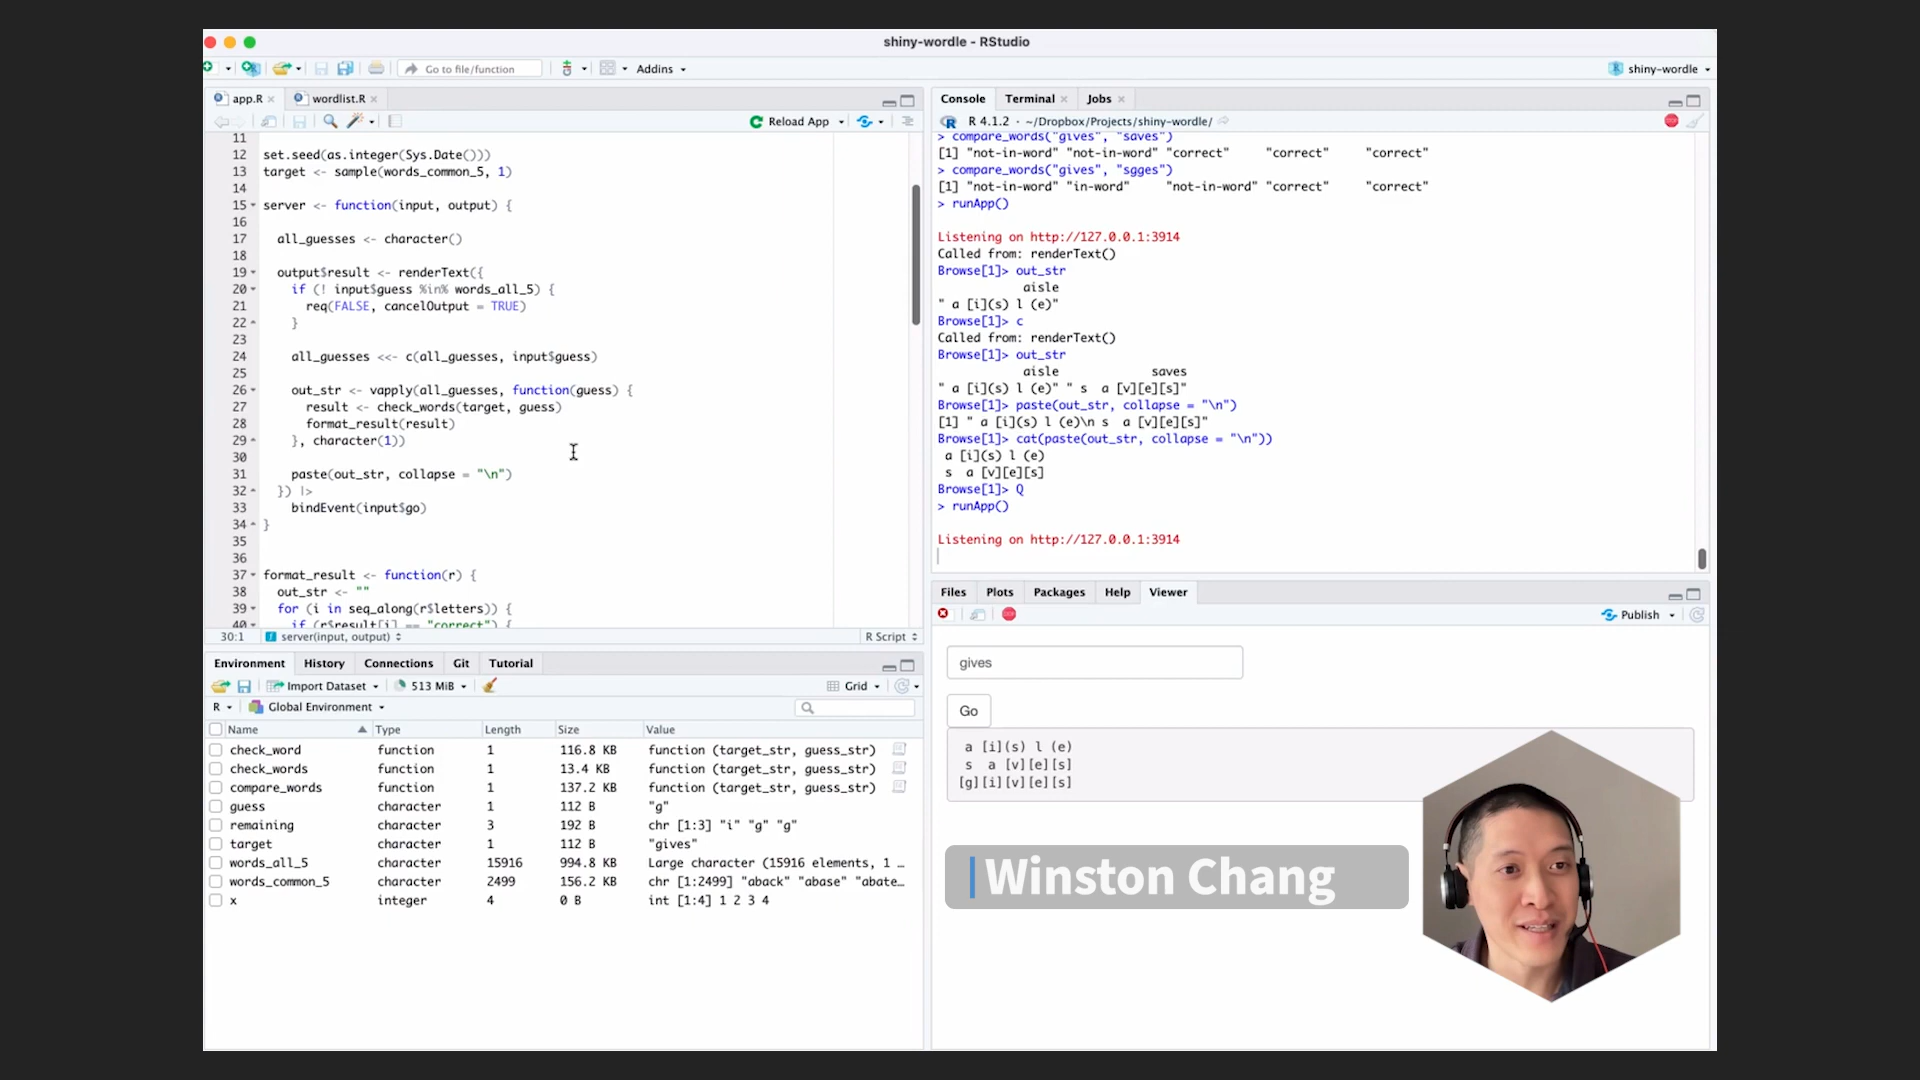 shiny-wordle - RStudio
Go to file/function
Addins
shiny-wordle
app.R
wordlist.R
Reload App
11
12 set.seed(as.integer(Sys.Date()))
13 target <- sample(words_common_5, 1)
14
15 server <- function(input, output) {
16
17 all_guesses <- character()
18
19 output$result <- renderText({
20 if (! input$guess %in% words_all_5) {
21 req(FALSE, cancelOutput = TRUE)
22 }
23
24 all_guesses <<- c(all_guesses, input$guess)
25
26 out_str <- vapply(all_guesses, function(guess) {
27 result <- check_words(target, guess)
28 format_result(result)
29 }, character(1))
30
31 paste(out_str, collapse = "\n")
32 }) |>
33 bindEvent(input$go)
34 }
35
36
37 format_result <- function(r) {
38 out_str <- ""
39 for (i in seq_along(r$letters)) {
40 if (r$result[i] == "correct") {
30:1 server(input, output) R Script
Console Terminal Jobs
R 4.1.2 · ~/Dropbox/Projects/shiny-wordle/
> compare_words("gives", "saves")
[1] "not-in-word" "not-in-word" "correct" "correct" "correct"
> compare_words("gives", "sgges")
[1] "not-in-word" "in-word" "not-in-word" "correct" "correct"
> runApp()
Listening on http://127.0.0.1:3914
Called from: renderText()
Browse[1]> out_str
aisle
" a [i](s) l (e)"
Browse[1]> c
Called from: renderText()
Browse[1]> out_str
aisle saves
" a [i](s) l (e)" " s  a [v][e][s]"
Browse[1]> paste(out_str, collapse = "\n")
[1] " a [i](s) l (e)\n s  a [v][e][s]"
Browse[1]> cat(paste(out_str, collapse = "\n"))
a [i](s) l (e)
s  a [v][e][s]
Browse[1]> Q
> runApp()
Listening on http://127.0.0.1:3914
Environment History Connections Git Tutorial
Import Dataset 513 MiB Grid
R Global Environment
Name Type Length Size Value
check_word function 1 116.8 KB function (target_str, guess_str)
check_words function 1 13.4 KB function (target_str, guess_str)
compare_words function 1 137.2 KB function (target_str, guess_str)
guess character 1 112 B "g"
remaining character 3 192 B chr [1:3] "i" "g" "g"
target character 1 112 B "gives"
words_all_5 character 15916 994.8 KB Large character (15916 elements, 1 …
words_common_5 character 2499 156.2 KB chr [1:2499] "aback" "abase" "abate…
x integer 4 0 B int [1:4] 1 2 3 4
Files Plots Packages Help Viewer
Publish
gives
Go
a [i](s) l (e)
s  a [v][e][s]
[g][i][v][e][s]
Winston Chang